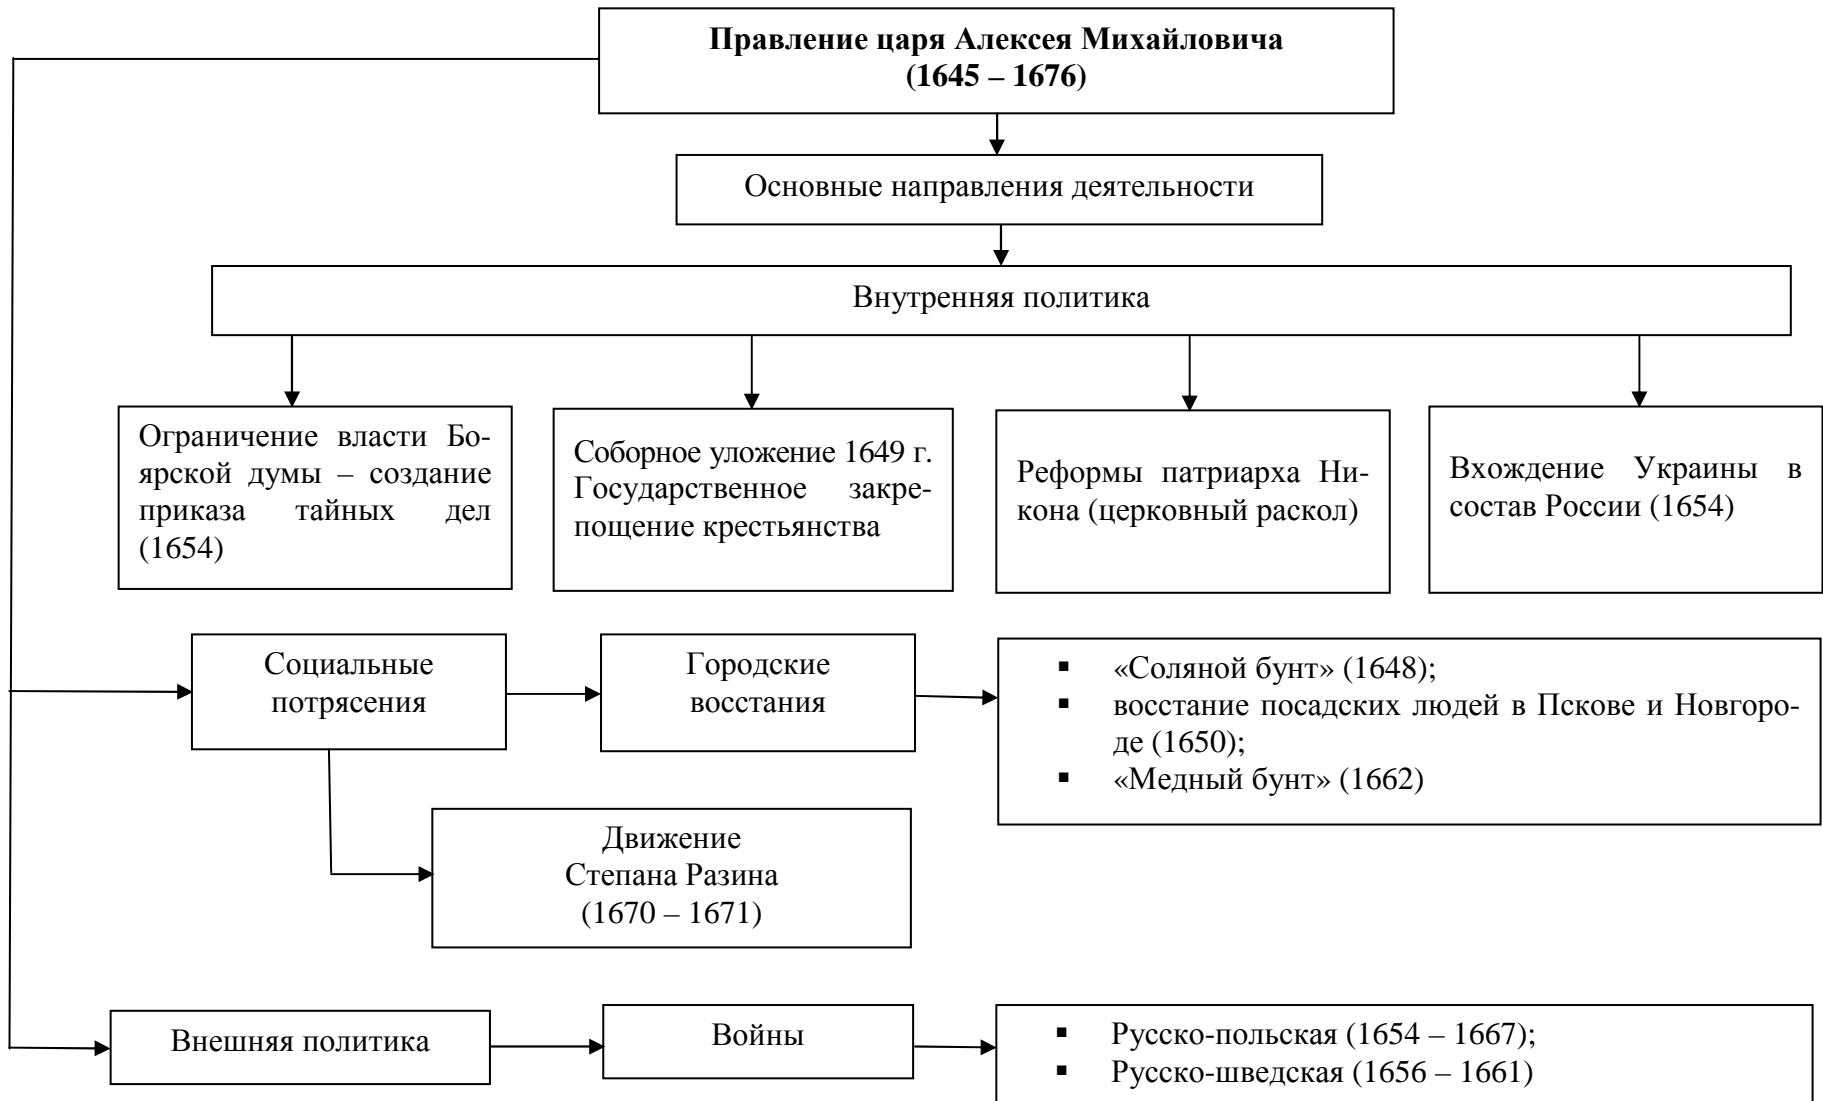 Правление царя Алексея Михайловича
(1645 – 1676)
Основные направления деятельности
Внутренняя политика
Ограничение власти Бо-
ярской думы – создание
приказа тайных дел
(1654)
Соборное уложение 1649 г.
Государственное закре-
пощение крестьянства
Реформы патриарха Ни-
кона (церковный раскол)
Вхождение Украины в
состав России (1654)
Социальные
потрясения
Городские
восстания
▪ «Соляной бунт» (1648);
▪ восстание посадских людей в Пскове и Новгоро-
де (1650);
▪ «Медный бунт» (1662)
Движение
Степана Разина
(1670 – 1671)
Внешняя политика
Войны
▪ Русско-польская (1654 – 1667);
▪ Русско-шведская (1656 – 1661)